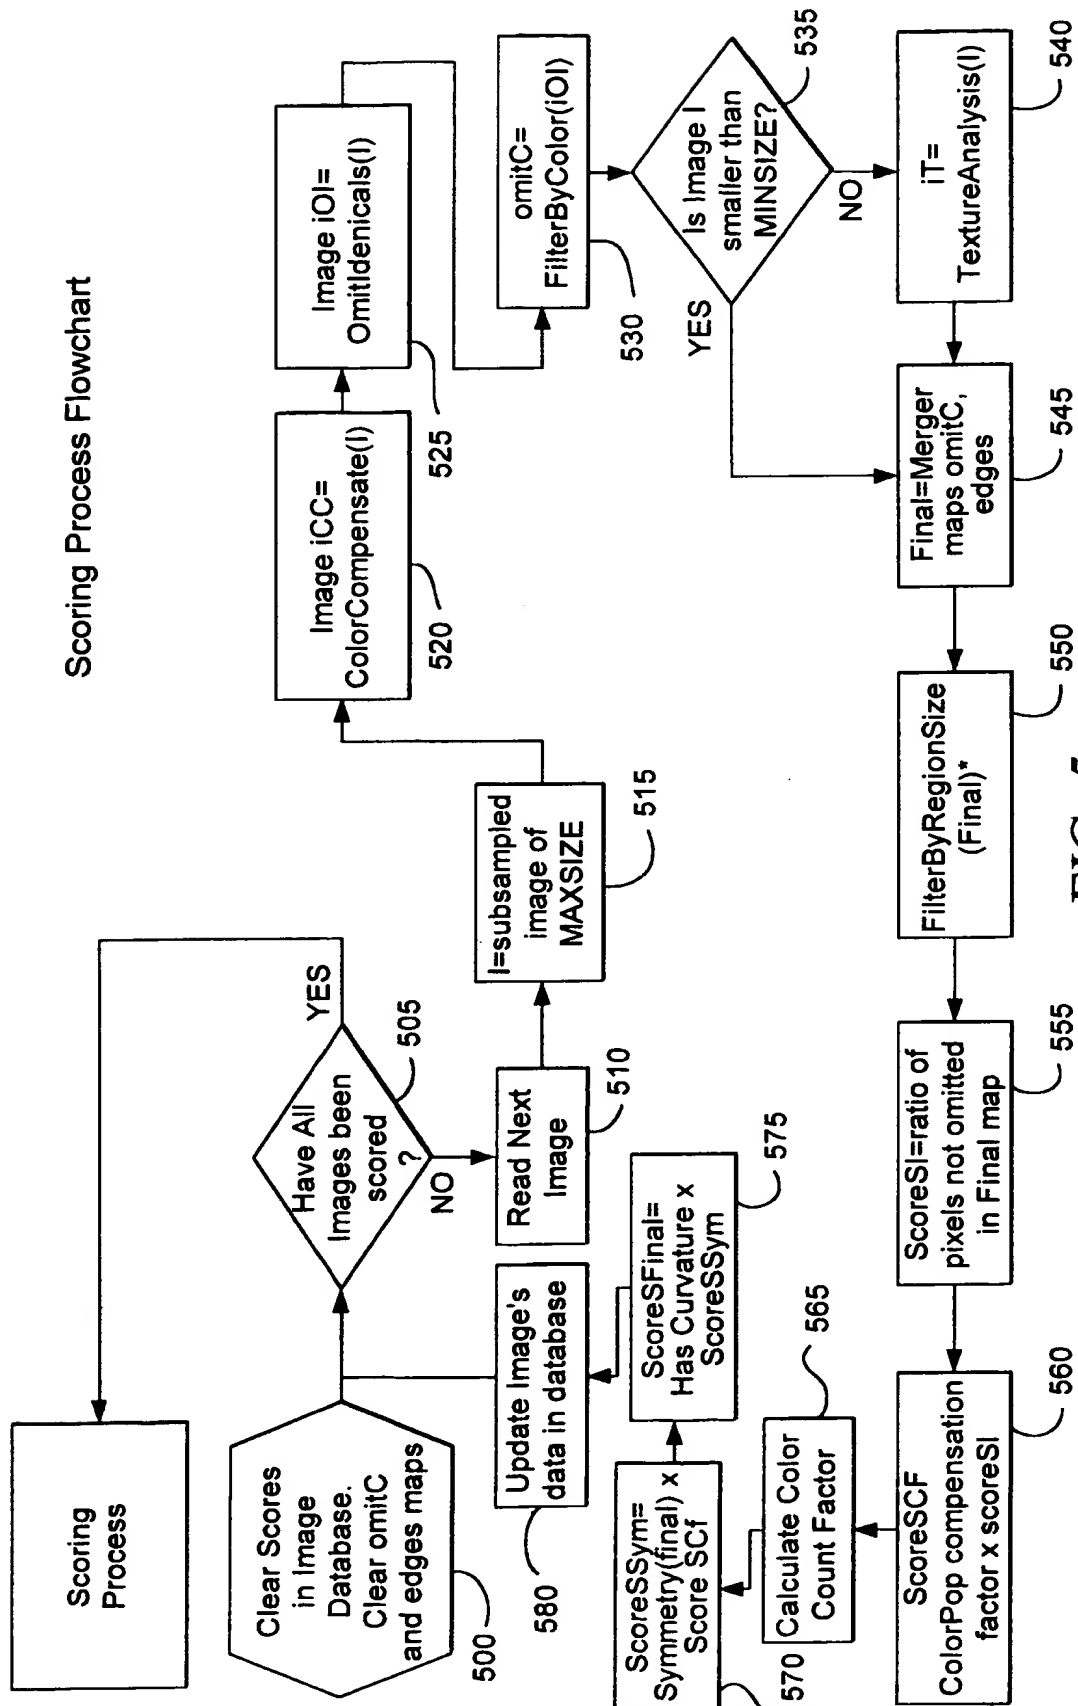 Scoring Process Flowchart
Scoring
Process
Clear Scores
in Image
Database.
Clear omitC
and edges maps
500
Have All
Images been
scored
?
505
YES
NO
Read Next
Image
510
I=subsampled
image of
MAXSIZE
515
Image iCC=
ColorCompensate(I)
520
Image iOI=
OmitIdenicals(I)
525
omitC=
FilterByColor(iOI)
530
Is Image I
smaller than
MINSIZE?
535
YES
NO
iT=
TextureAnalysis(I)
540
Final=Merger
maps omitC,
edges
545
FilterByRegionSize
(Final)*
550
ScoreSI=ratio of
pixels not omitted
in Final map
555
ScoreSCF
ColorPop compensation
factor x scoreSI
560
Calculate Color
Count Factor
565
ScoreSSym=
Symmetry(final) x
Score SCf
570
ScoreSFinal=
Has Curvature x
ScoreSSym
575
Update Image's
data in database
580